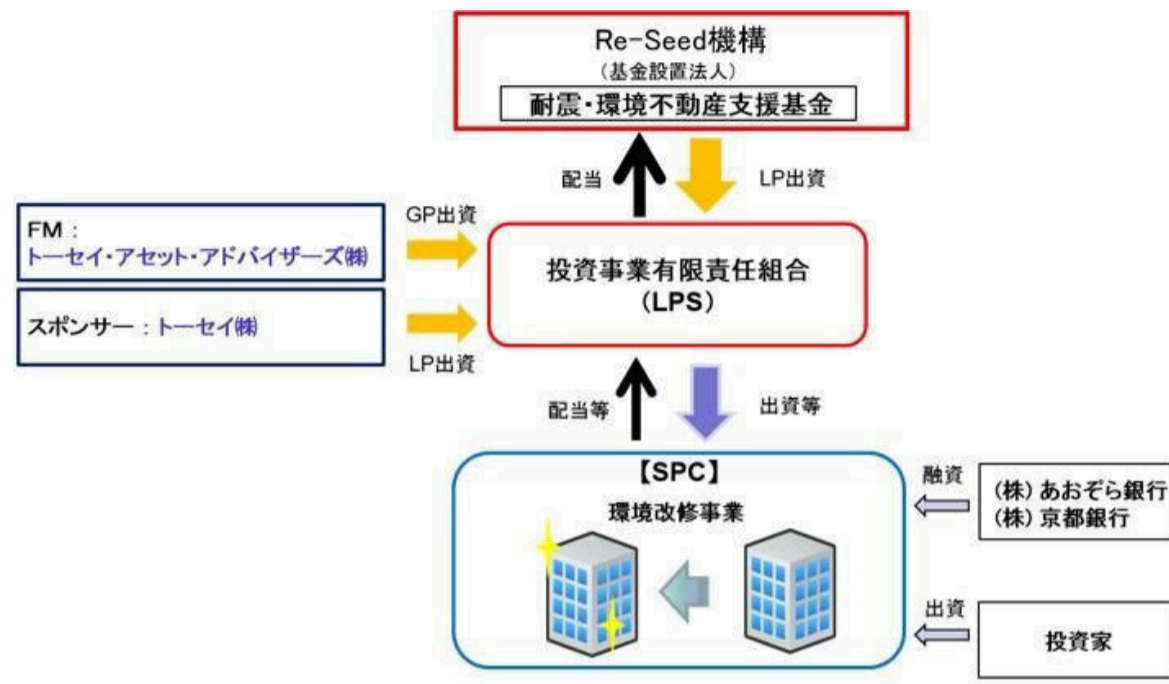 Re-Seed機構
（基金設置法人）
耐震・環境不動産支援基金
配当
LP出資
GP出資
FM：
トーセイ・アセット・アドバイザーズ㈱
投資事業有限責任組合
（LPS）
スポンサー：トーセイ㈱
LP出資
配当等
出資等
【SPC】
環境改修事業
融資
（株）あおぞら銀行
（株）京都銀行
出資
投資家